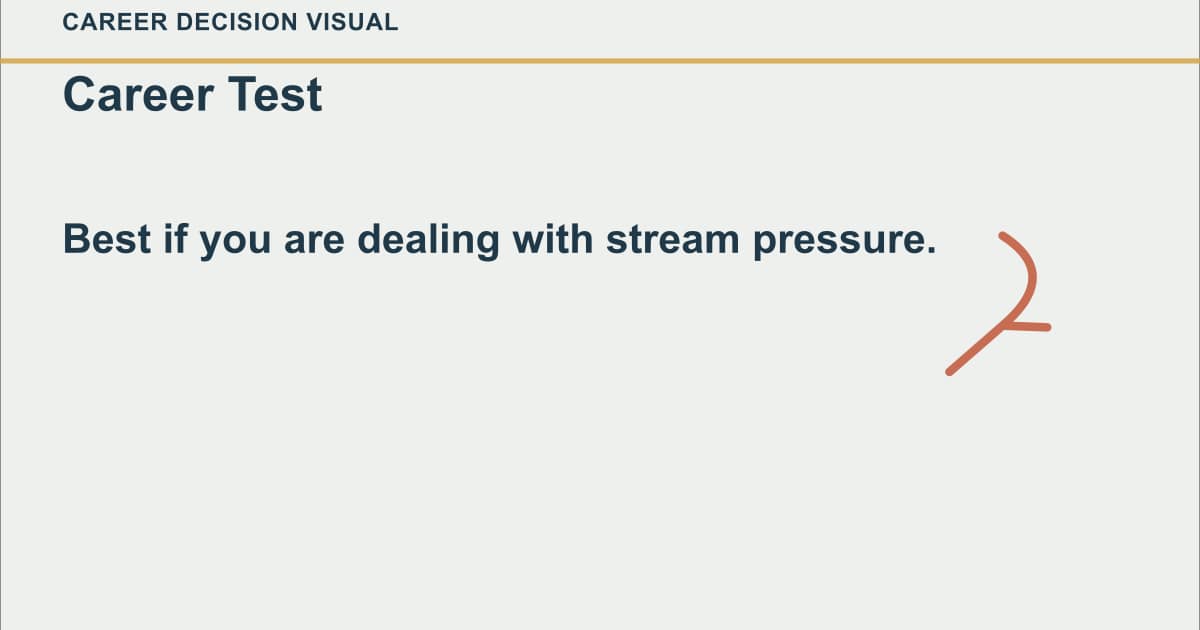 CAREER DECISION VISUAL
Career Test
Best if you are dealing with stream pressure.